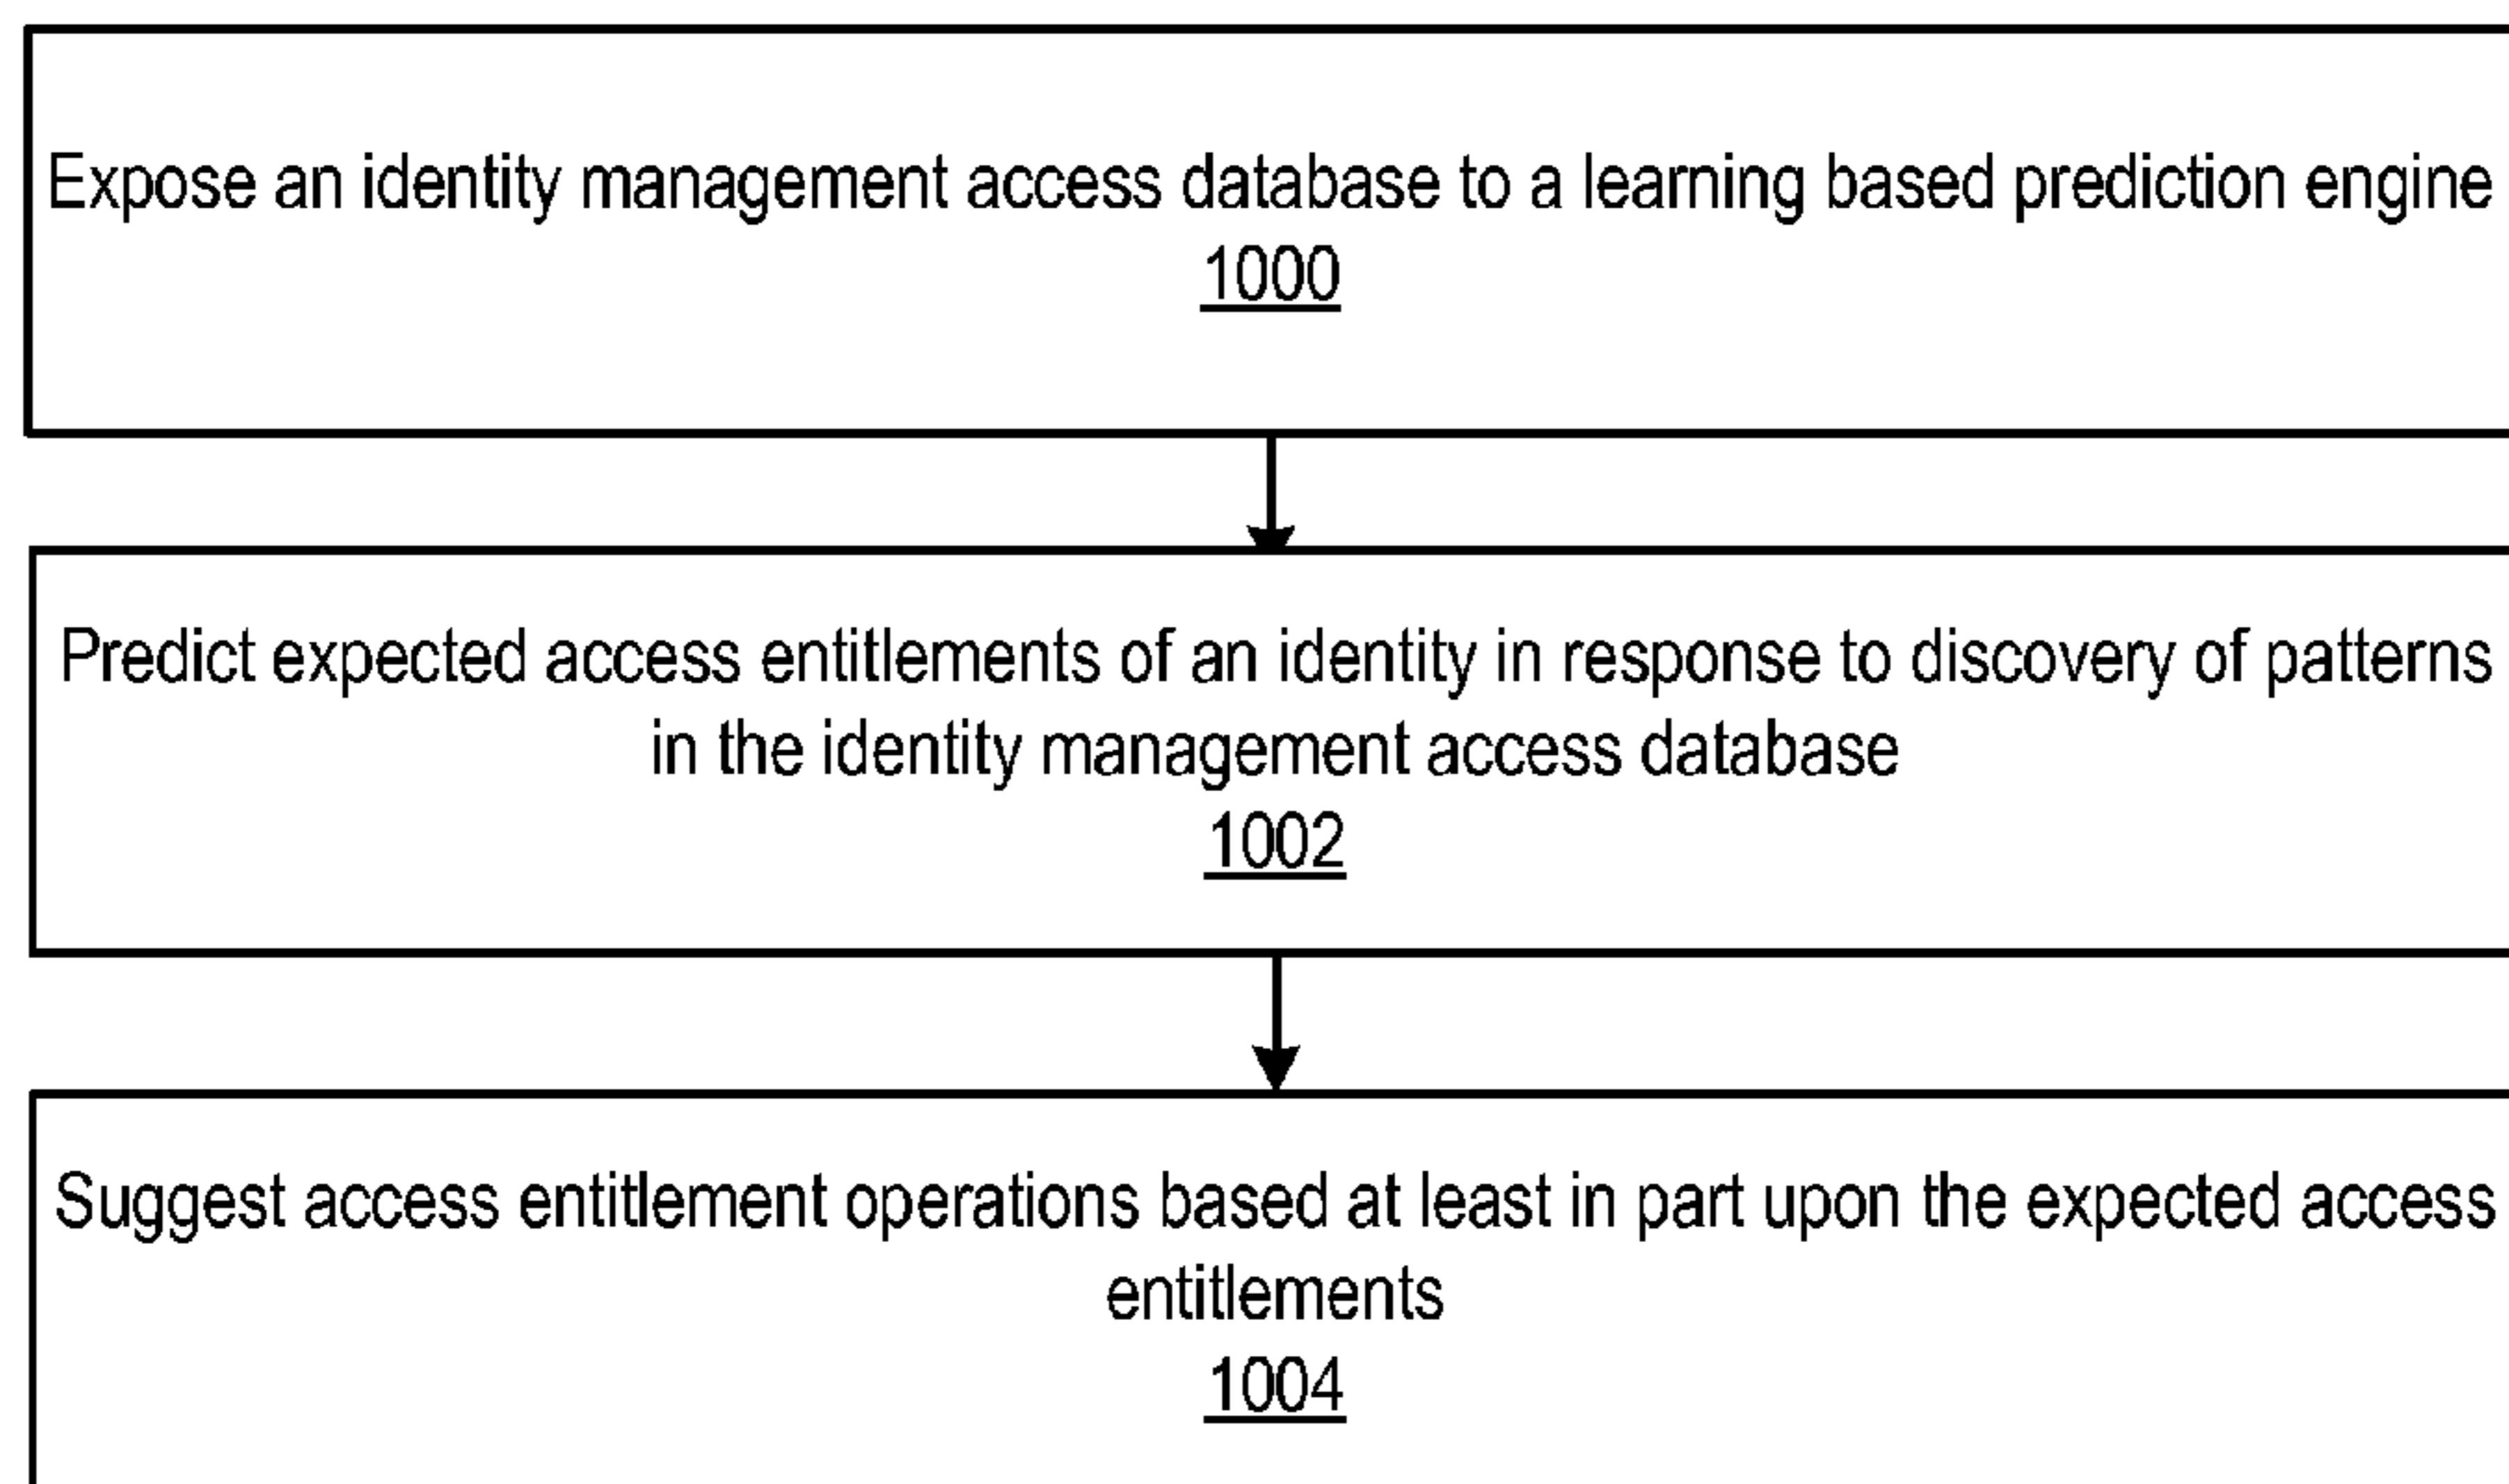 Expose an identity management access database to a learning based prediction engine
1000
Predict expected access entitlements of an identity in response to discovery of patterns
in the identity management access database
1002
Suggest access entitlement operations based at least in part upon the expected access
entitlements
1004